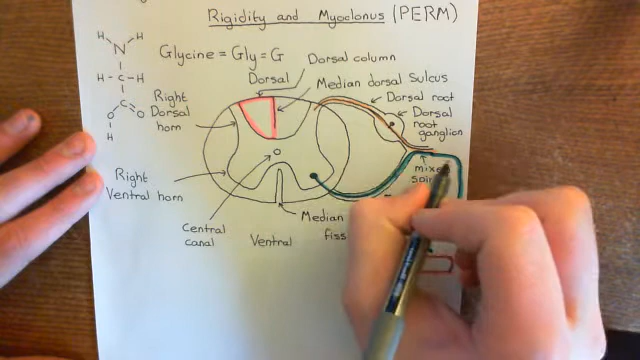 Rigidity and Myoclonus (PERM)
Glycine = Gly = G
H H
N
H - C - H
C = O
O
H
Dorsal column
Dorsal
Median dorsal Sulcus
Dorsal root
Dorsal
root
ganglion
Right
Dorsal
horn
Right
Ventral horn
Central
canal
Ventral
Median